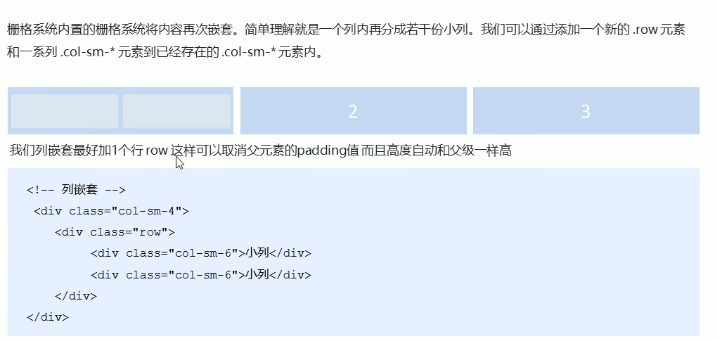 栅格系统内置的栅格系统将内容再次嵌套。简单理解就是一个列内再分成若干份小列。我们可以通过添加一个新的 .row 元素
和一系列 .col-sm-* 元素到已经存在的 .col-sm-* 元素内。
2
3
我们列嵌套最好加1个行 row 这样可以取消父元素的padding值 而且高度自动和父级一样高
<!-- 列嵌套 -->
<div class="col-sm-4">
<div class="row">
<div class="col-sm-6">小列</div>
<div class="col-sm-6">小列</div>
</div>
</div>